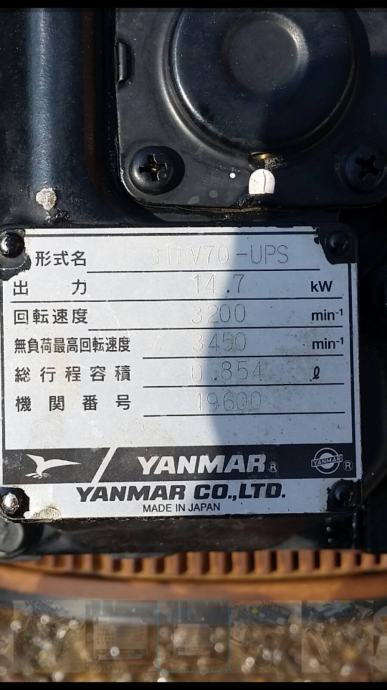 形式名 3TNV70-UPS
出力 14.7 kW
回転速度 3200 min-1
無負荷最高回転速度 3450 min-1
総行程容積 0.854 ℓ
機関番号 19600
YANMAR ® YANMAR ®
YANMAR CO.,LTD.
MADE IN JAPAN